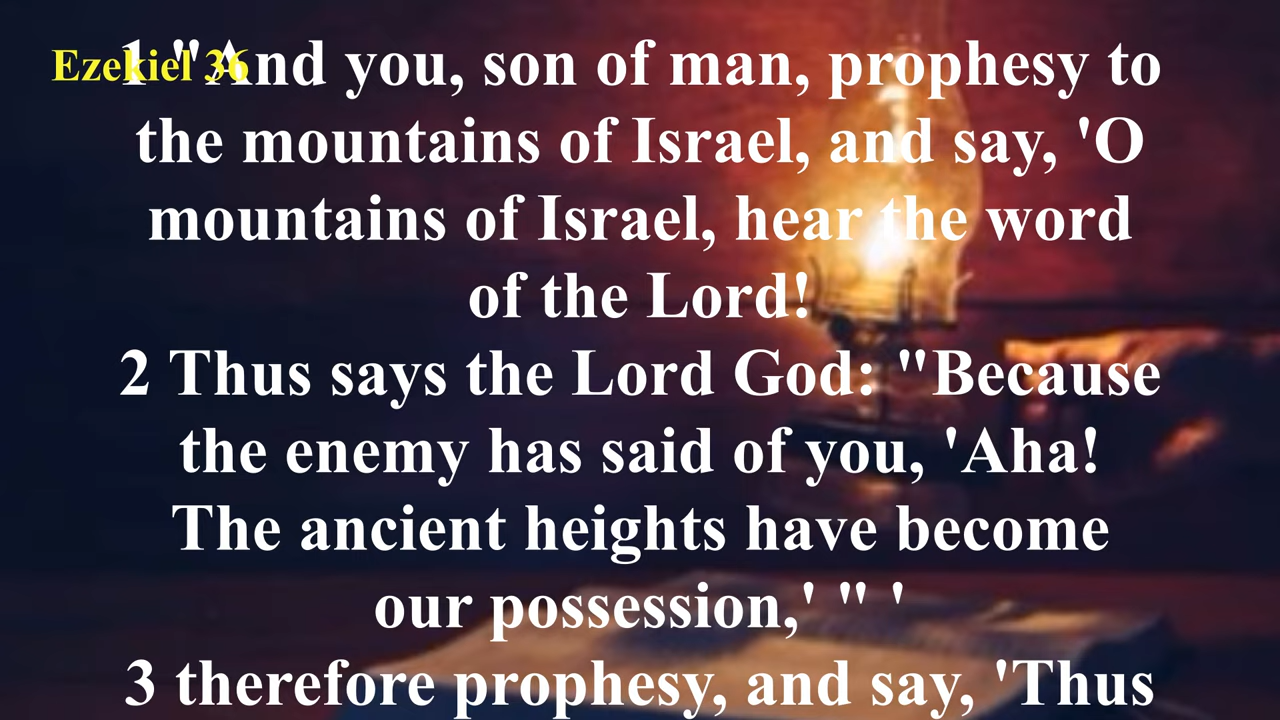 Ezekiel 36
1 "And you, son of man, prophesy to
the mountains of Israel, and say, 'O
mountains of Israel, hear the word
of the Lord!
2 Thus says the Lord God: "Because
the enemy has said of you, 'Aha!
The ancient heights have become
our possession,' " '
3 therefore prophesy, and say, 'Thus